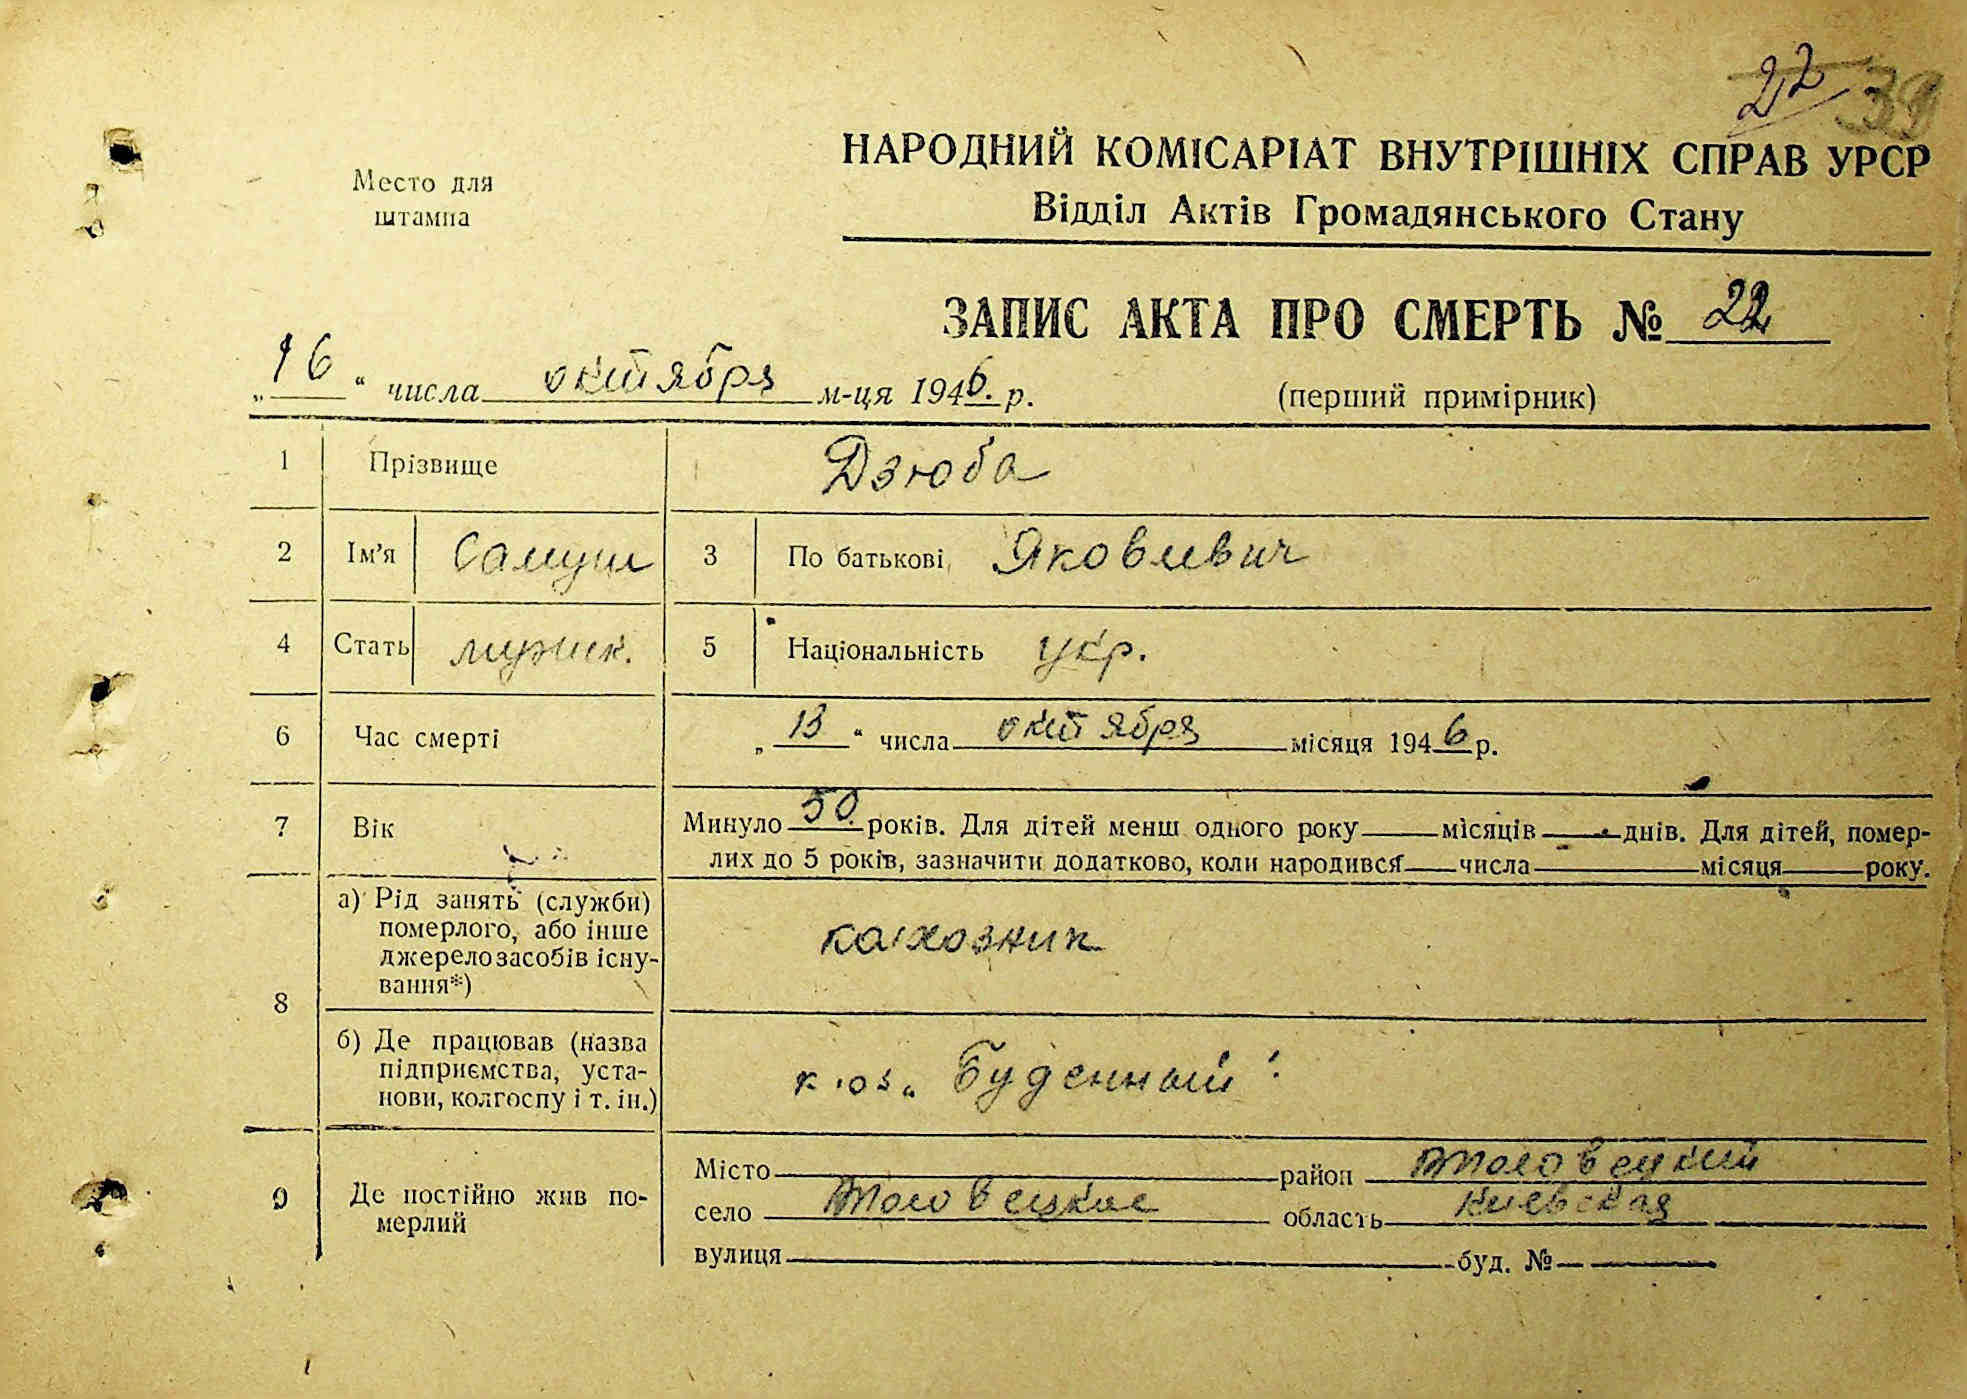 22 39
Место для
штампа
НАРОДНИЙ КОМІСАРІАТ ВНУТРІШНІХ СПРАВ УРСР
Відділ Актів Громадянського Стану
ЗАПИС АКТА ПРО СМЕРТЬ № 22
„16“ числа октября м-ця 1946. р.
(перший примірник)
1 Прізвище Дзюба
2 Ім'я Самуил 3 По батькові Яковлевич
4 Стать мужск. 5 Національність укр.
6 Час смерті „13“ числа октября місяця 1946 р.
7 Вік Минуло 50 років. Для дітей менш одного року місяців днів. Для дітей, помер-
лих до 5 років, зазначити додатково, коли народився числа місяця року.
8 а) Рід занять (служби)
померлого, або інше
джерело засобів існу-
вання*)
колхозник
б) Де працював (назва
підприємства, уста-
нови, колгоспу і т. ін.)
„Буденный"
9 Де постійно жив по-
мерлий
Місто район
село область Киевская
вулиця буд. №